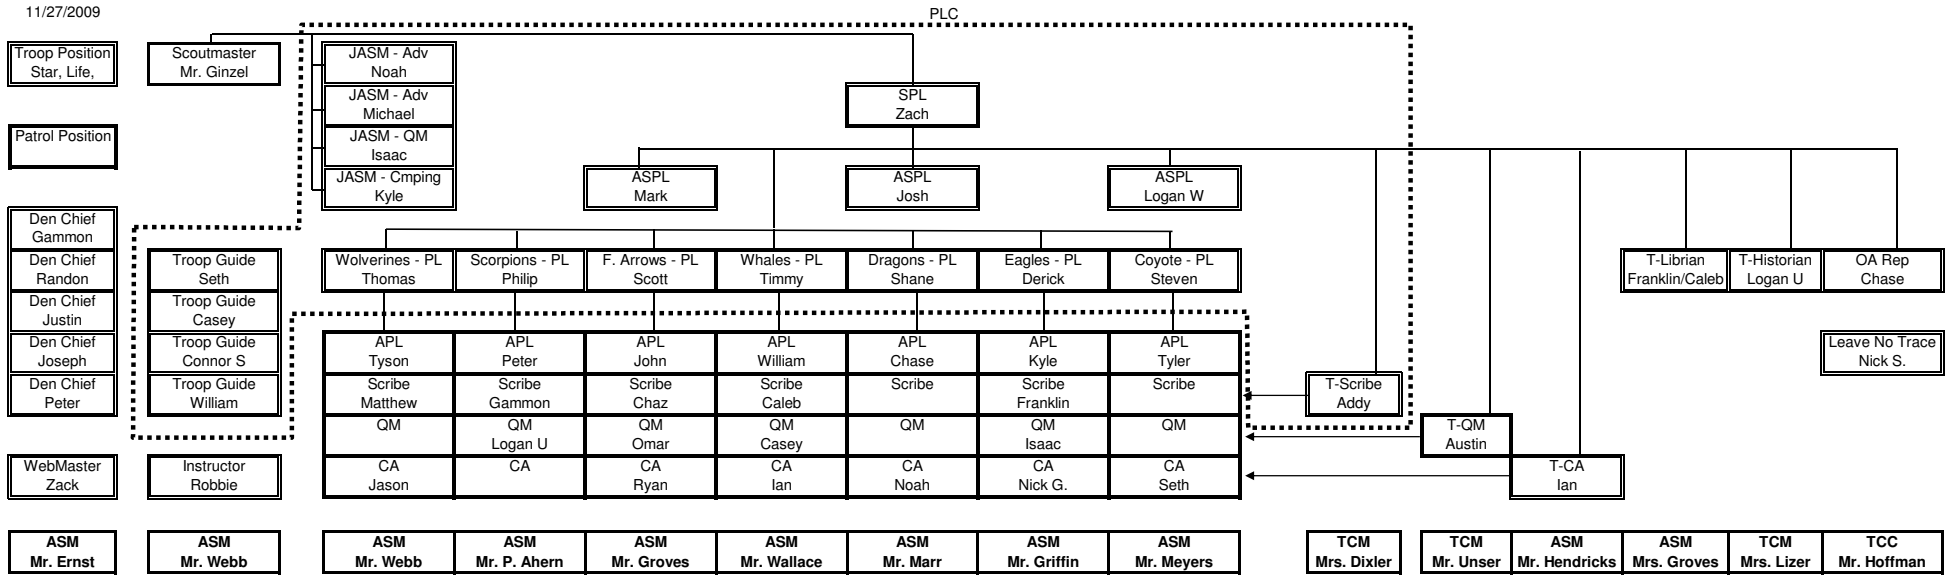 11/27/2009
PLC
Troop Position
Star, Life,
Scoutmaster
Mr. Ginzel
JASM - Adv
Noah
JASM - Adv
Michael
SPL
Zach
Patrol Position
JASM - QM
Isaac
JASM - Cmping
Kyle
ASPL
Mark
ASPL
Josh
ASPL
Logan W
Den Chief
Gammon
Den Chief
Randon
Den Chief
Justin
Den Chief
Joseph
Den Chief
Peter
Troop Guide
Seth
Troop Guide
Casey
Troop Guide
Connor S
Troop Guide
William
Wolverines - PL
Thomas
Scorpions - PL
Philip
F. Arrows - PL
Scott
Whales - PL
Timmy
Dragons - PL
Shane
Eagles - PL
Derick
Coyote - PL
Steven
T-Librian
Franklin/Caleb
T-Historian
Logan U
OA Rep
Chase
APL
Tyson
APL
Peter
APL
John
APL
William
APL
Chase
APL
Kyle
APL
Tyler
Leave No Trace
Nick S.
Scribe
Matthew
Scribe
Gammon
Scribe
Chaz
Scribe
Caleb
Scribe
Scribe
Franklin
Scribe
T-Scribe
Addy
QM
QM
Logan U
QM
Omar
QM
Casey
QM
QM
Isaac
QM
T-QM
Austin
WebMaster
Zack
Instructor
Robbie
CA
Jason
CA
CA
Ryan
CA
Ian
CA
Noah
CA
Nick G.
CA
Seth
T-CA
Ian
ASM
Mr. Ernst
ASM
Mr. Webb
ASM
Mr. Webb
ASM
Mr. P. Ahern
ASM
Mr. Groves
ASM
Mr. Wallace
ASM
Mr. Marr
ASM
Mr. Griffin
ASM
Mr. Meyers
TCM
Mrs. Dixler
TCM
Mr. Unser
ASM
Mr. Hendricks
ASM
Mrs. Groves
TCM
Mrs. Lizer
TCC
Mr. Hoffman